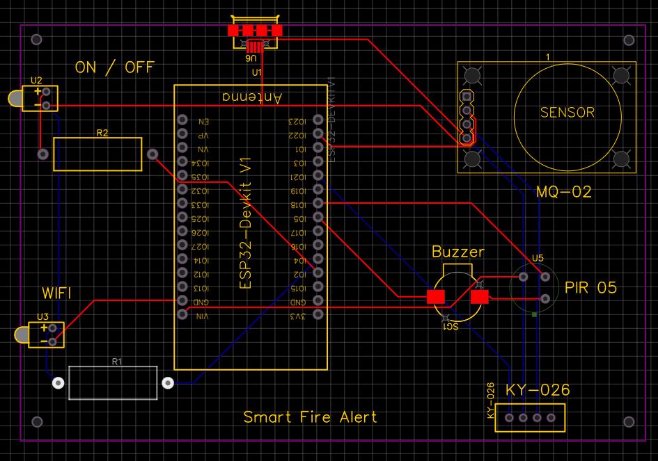 U6
U1
ON / OFF
U2
+
-
R2
Antenna
ESP32-DEVKIT V1
1
SENSOR
MQ-02
EN
VP
VN
IO34
IO35
IO32
IO33
IO25
IO26
IO27
IO14
IO12
IO13
GND
VIN
IO23
IO22
IO1
IO3
IO21
IO19
IO18
IO5
IO17
IO16
IO4
IO2
IO15
GND
3V3
ESP32-Devkit V1
Buzzer
U5
PIR 05
SG1
WIFI
U3
+
-
R1
KY-026
KY-026
Smart Fire Alert